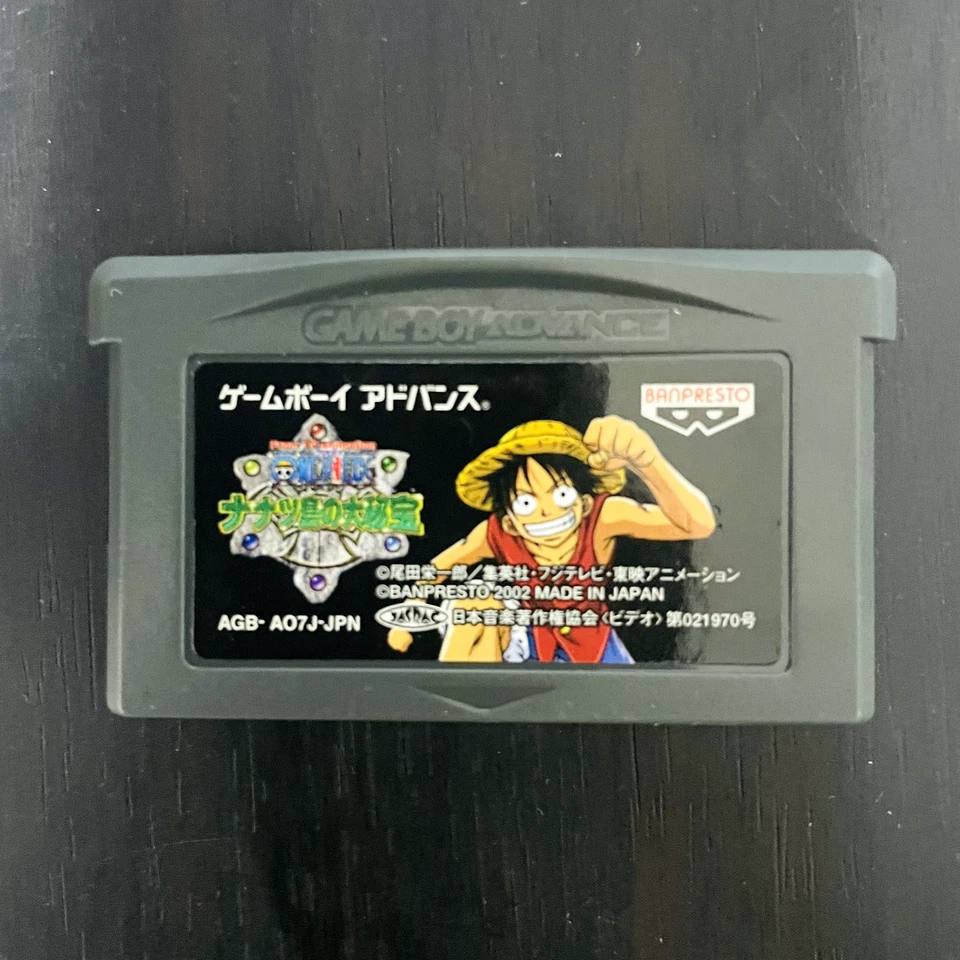 GAME BOY ADVANCE
ゲームボーイ アドバンス®
BANPRESTO
From TV animation
ONE PIECE
ナナツ島の大秘宝
©尾田栄一郎／集英社・フジテレビ・東映アニメーション
©BANPRESTO 2002 MADE IN JAPAN
AGB- AO7J-JPN
JASRAC 日本音楽著作権協会〈ビデオ〉第021970号